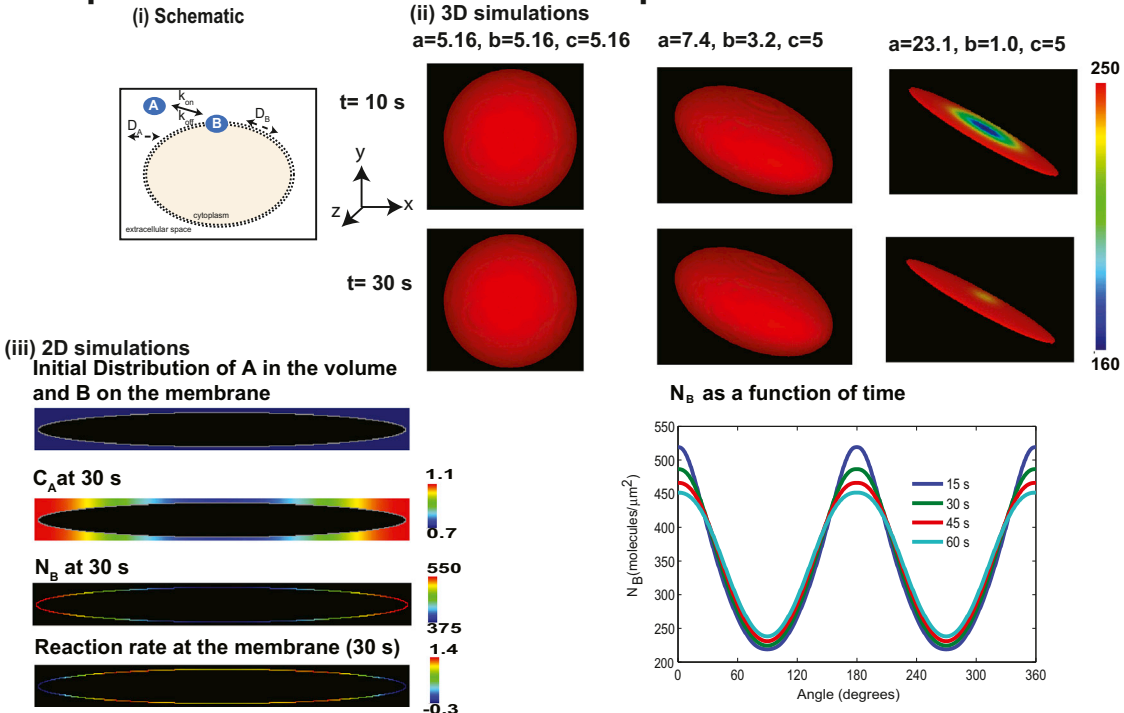 (i) Schematic
A
k
on
k
off
B
D
A
D
B
cytoplasm
extracellular space
y
x
z
(ii) 3D simulations
a=5.16, b=5.16, c=5.16
a=7.4, b=3.2, c=5
a=23.1, b=1.0, c=5
t= 10 s
t= 30 s
250
160
(iii) 2D simulations
Initial Distribution of A in the volume
and B on the membrane
C A at 30 s
1.1
0.7
N B at 30 s
550
375
Reaction rate at the membrane (30 s)
1.4
-0.3
N B as a function of time
N B (molecules/μm²)
550
500
450
400
350
300
250
200
15 s
30 s
45 s
60 s
0 60 120 180 240 300 360
Angle (degrees)